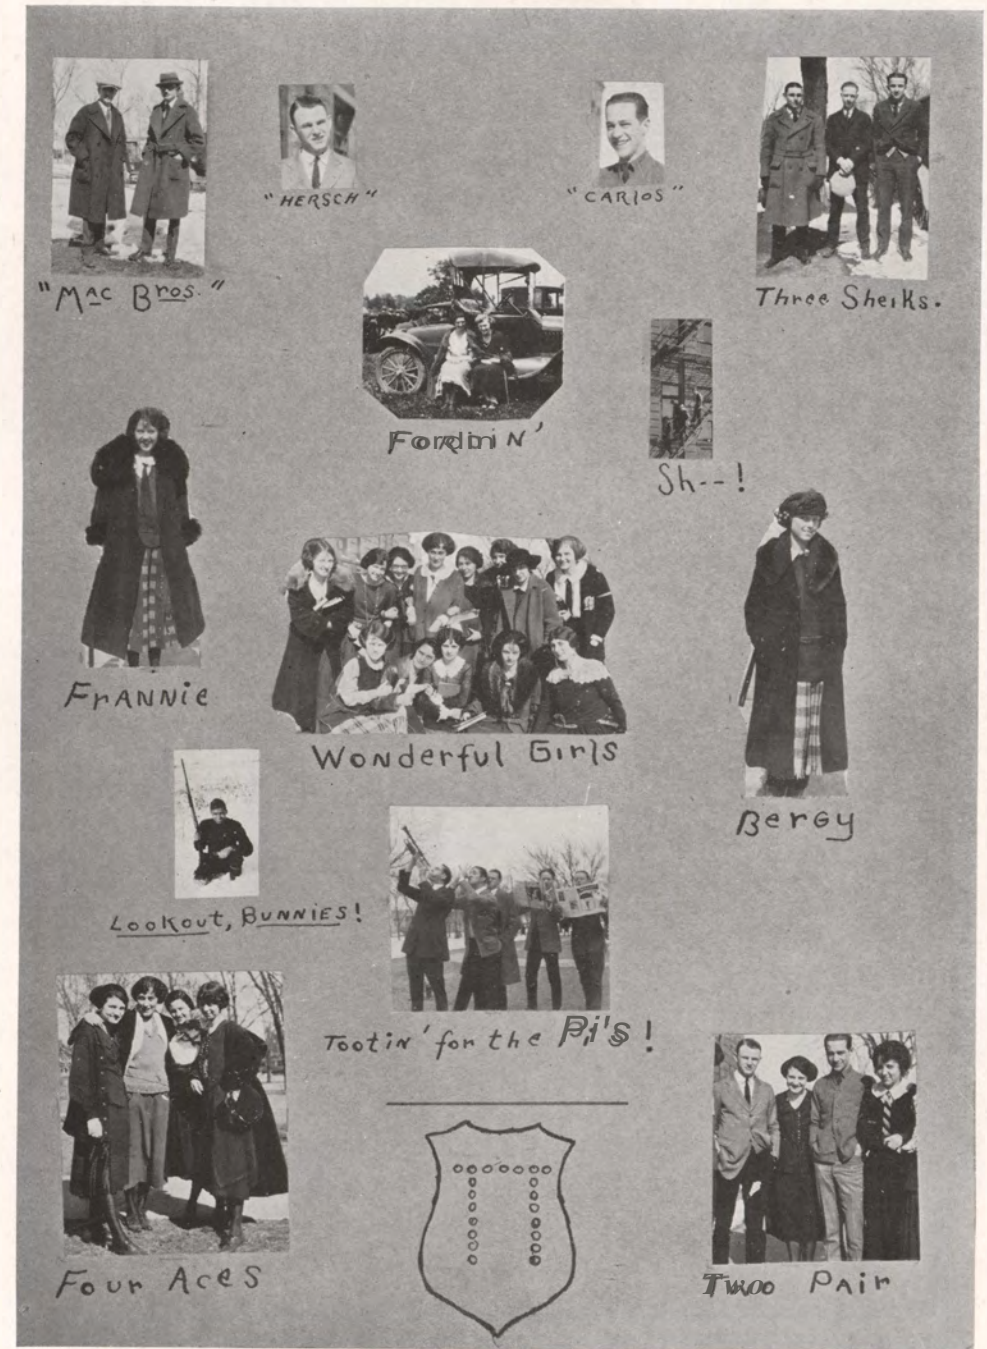 "HERSCH"
"CARlOS"
"MAC Bros."
Three Sheiks.
Fordin'
Sh--!
FrANNie
Wonderful Girls
BerGy
Lookout, BUNNIES!
Tootin' for the Pi's!
Four Aces
Two PAir